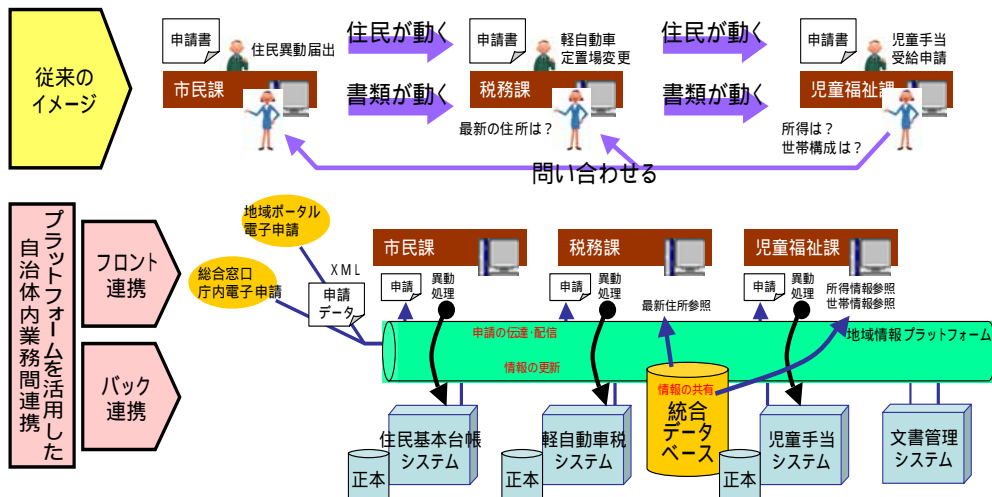 従来の
イメージ
申請書
住民異動届出
住民が動く
申請書
軽自動車
定置場変更
住民が動く
申請書
児童手当
受給申請
市民課
書類が動く
税務課
書類が動く
児童福祉課
最新の住所は？
所得は？
世帯構成は？
問い合わせる
プラットフォームを活用した
自治体内業務間連携
フロント
連携
バック
連携
地域ポータル
電子申請
総合窓口
庁内電子申請
XML
申請
データ
市民課
税務課
児童福祉課
申請
異動
処理
申請
最新住所参照
申請
異動
処理
所得情報参照
世帯情報参照
申請の伝達・配信
地域情報プラットフォーム
情報の更新
情報の共有
統合
データ
ベース
住民基本台帳
システム
正本
軽自動車税
システム
正本
児童手当
システム
正本
文書管理
システム